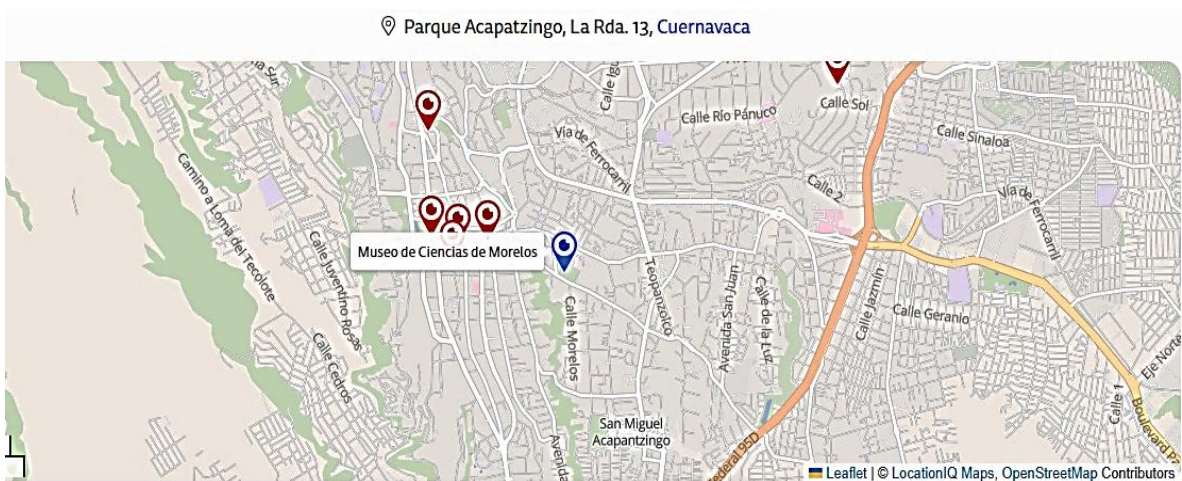 Parque Acapatzingo, La Rda. 13, Cuernavaca
Calle Sol
Calle Río Pánuco
Calle Sinaloa
Vía de Ferrocarril
Calle 2
Vía de Ferrocarril
Camino a Loma del Tecolote
Museo de Ciencias de Morelos
Calle Juventino Rosas
Teopanzolco
Avenida San Juan
Calle de la Luz
Calle Jazmín
Calle Geranio
Calle Morelos
Calle Cedros
Eje Norte
Calle 1
San Miguel
Acapantzingo
Avenida
Federal 95D
Boulevard
Leaflet | © LocationIQ Maps, OpenStreetMap Contributors